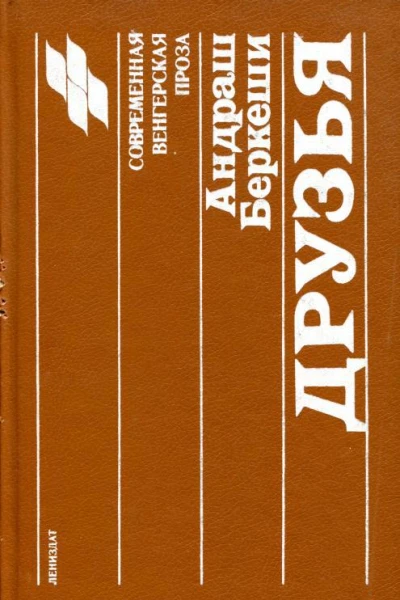 СОВРЕМЕННАЯ
ВЕНГЕРСКАЯ
ПРОЗА
Андраш
Беркеши
ДРУЗЬЯ
ЛЕНИЗДАТ